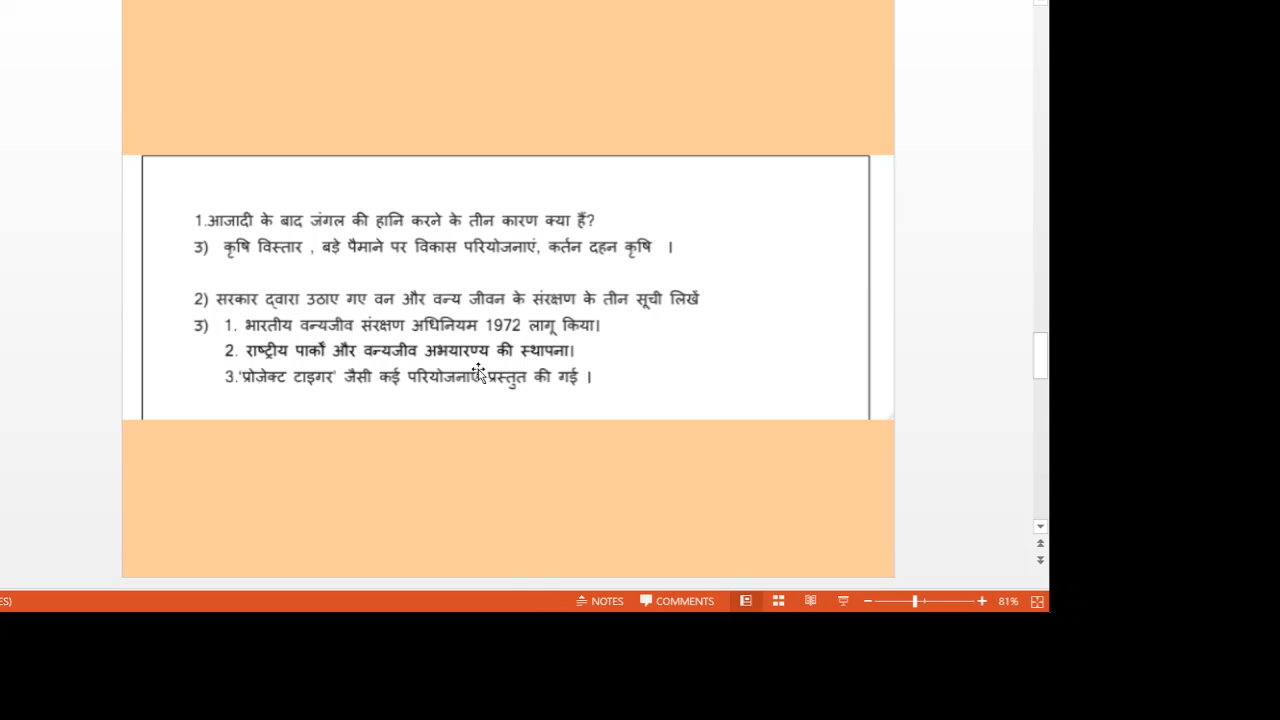 1.आजादी के बाद जंगल की हानि करने के तीन कारण क्या हैं?
उ) कृषि विस्तार , बड़े पैमाने पर विकास परियोजनाएं, कर्तन दहन कृषि ।
2) सरकार द्वारा उठाए गए वन और वन्य जीवन के संरक्षण के तीन सूची लिखें
उ) 1. भारतीय वन्यजीव संरक्षण अधिनियम 1972 लागू किया।
2. राष्ट्रीय पार्कों और वन्यजीव अभयारण्य की स्थापना।
3.'प्रोजेक्ट टाइगर' जैसी कई परियोजनाएं प्रस्तुत की गई ।
ES) NOTES COMMENTS 81%